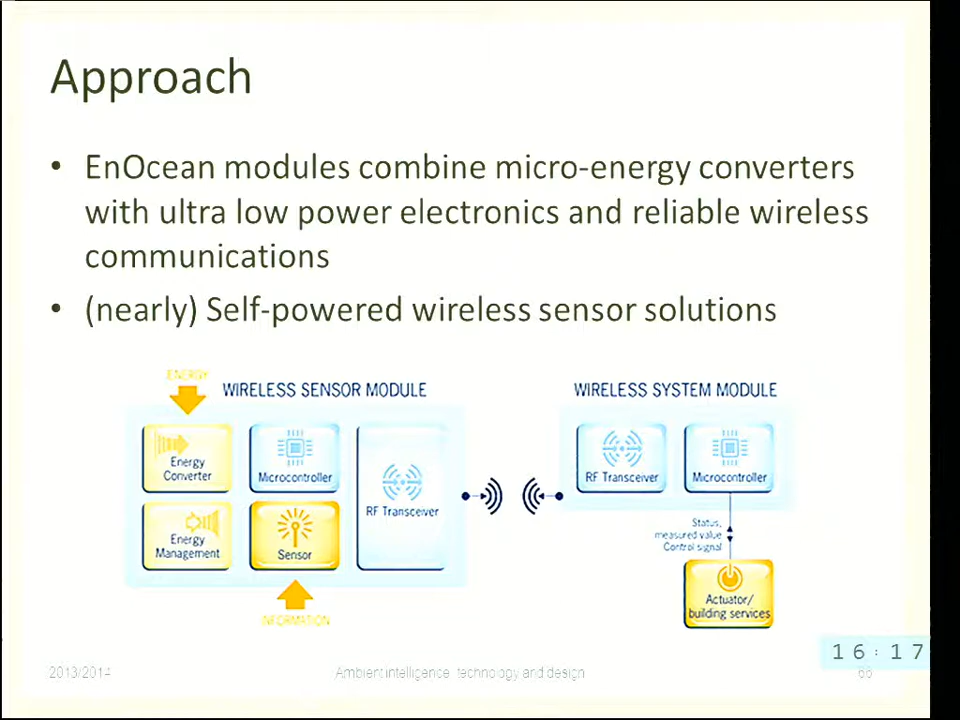 Approach
• EnOcean modules combine micro-energy converters
with ultra low power electronics and reliable wireless
communications
• (nearly) Self-powered wireless sensor solutions
ENERGY
WIRELESS SENSOR MODULE
WIRELESS SYSTEM MODULE
Energy
Converter
Microcontroller
RF Transceiver
Energy
Management
Sensor
INFORMATION
RF Transceiver
Microcontroller
Status,
measured value
Control signal
Actuator/
building services
16:17
2013/2014
Ambient intelligence: technology and design
66